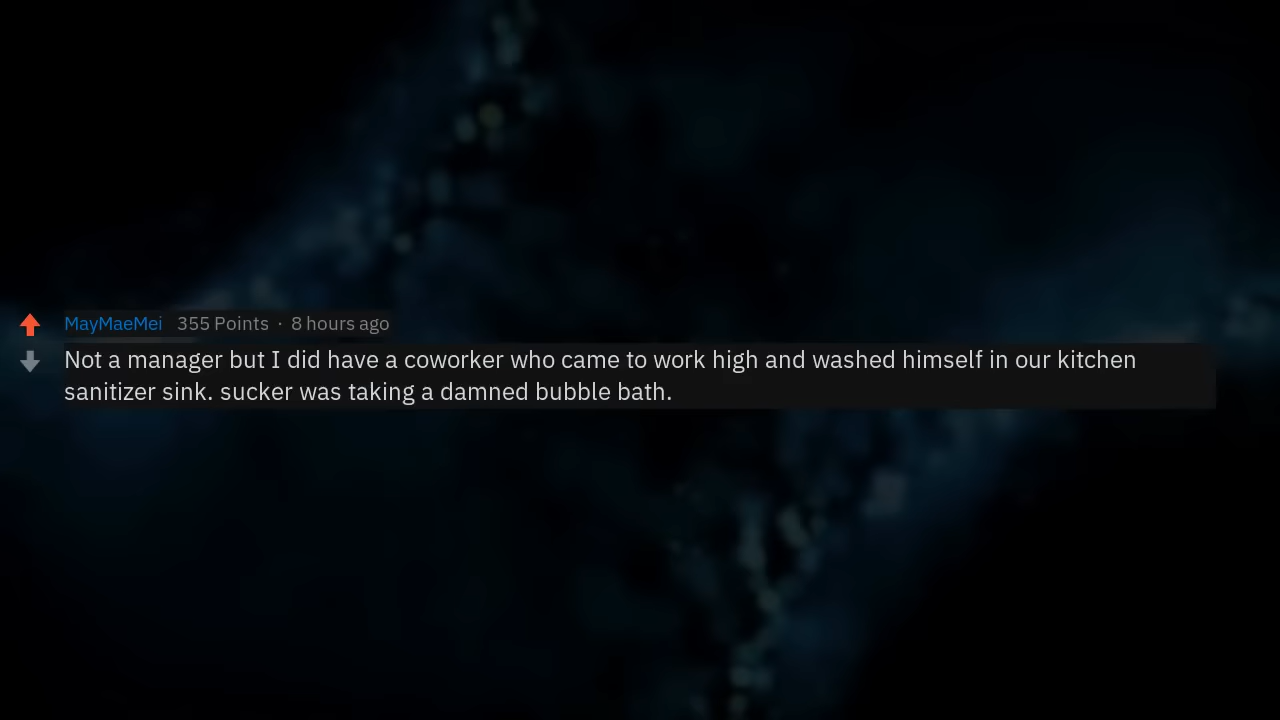 MayMaeMei 355 Points · 8 hours ago
Not a manager but I did have a coworker who came to work high and washed himself in our kitchen
sanitizer sink. sucker was taking a damned bubble bath.